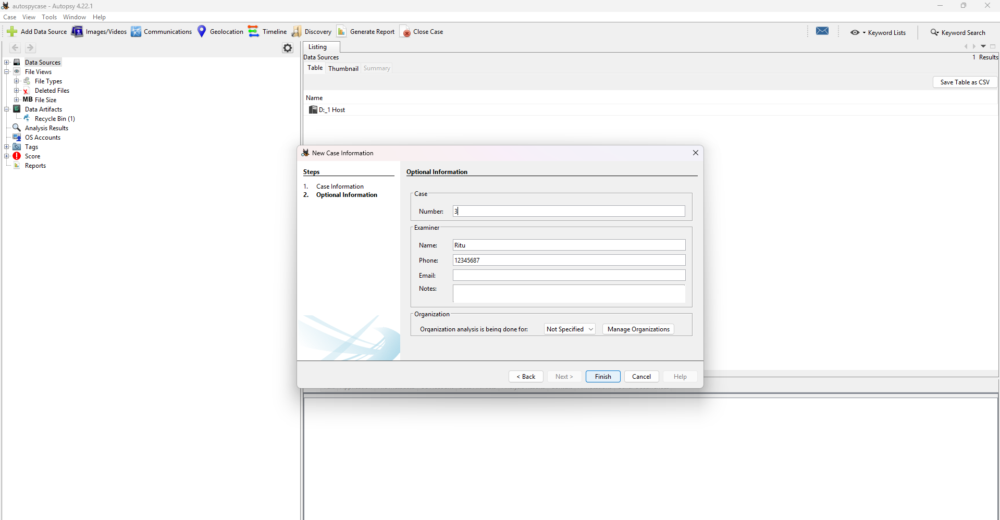 autospycase - Autopsy 4.22.1
Case View Tools Window Help
Add Data Source Images/Videos Communications Geolocation Timeline Discovery Generate Report Close Case Keyword Lists Keyword Search
Listing
Data Sources 1 Results
Table Thumbnail Summary
Save Table as CSV
Name
D:_1 Host
Data Sources
File Views
File Types
Deleted Files
MB File Size
Data Artifacts
Recycle Bin (1)
Analysis Results
OS Accounts
Tags
Score
Reports
New Case Information
Steps
1. Case Information
2. Optional Information
Optional Information
Case
Number: 3
Examiner
Name: Ritu
Phone: 12345687
Email:
Notes:
Organization
Organization analysis is being done for: Not Specified Manage Organizations
< Back Next > Finish Cancel Help